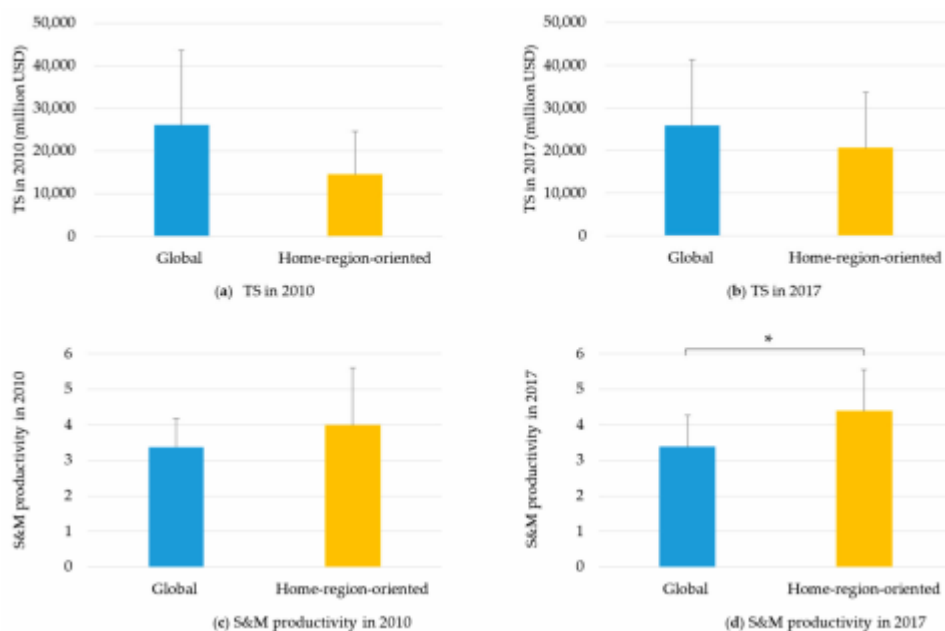 TS in 2010 (million USD)
50,000
40,000
30,000
20,000
10,000
0
Global
Home-region-oriented
(a) TS in 2010
TS in 2017 (million USD)
50,000
40,000
30,000
20,000
10,000
0
Global
Home-region-oriented
(b) TS in 2017
S&M productivity in 2010
6
5
4
3
2
1
0
Global
Home-region-oriented
(c) S&M productivity in 2010
S&M productivity in 2017
6
5
4
3
2
1
0
*
Global
Home-region-oriented
(d) S&M productivity in 2017